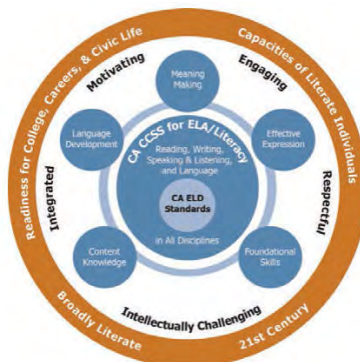 Readiness for College, Careers, & Civic Life
Capacities of Literate Individuals
Broadly Literate
21st Century
Motivating
Engaging
Integrated
Respectful
Intellectually Challenging
Meaning
Making
Language
Development
Effective
Expression
Content
Knowledge
Foundational
Skills
CA CCSS for ELA/Literacy
Reading, Writing,
Speaking & Listening,
and Language
CA ELD
Standards
in All Disciplines